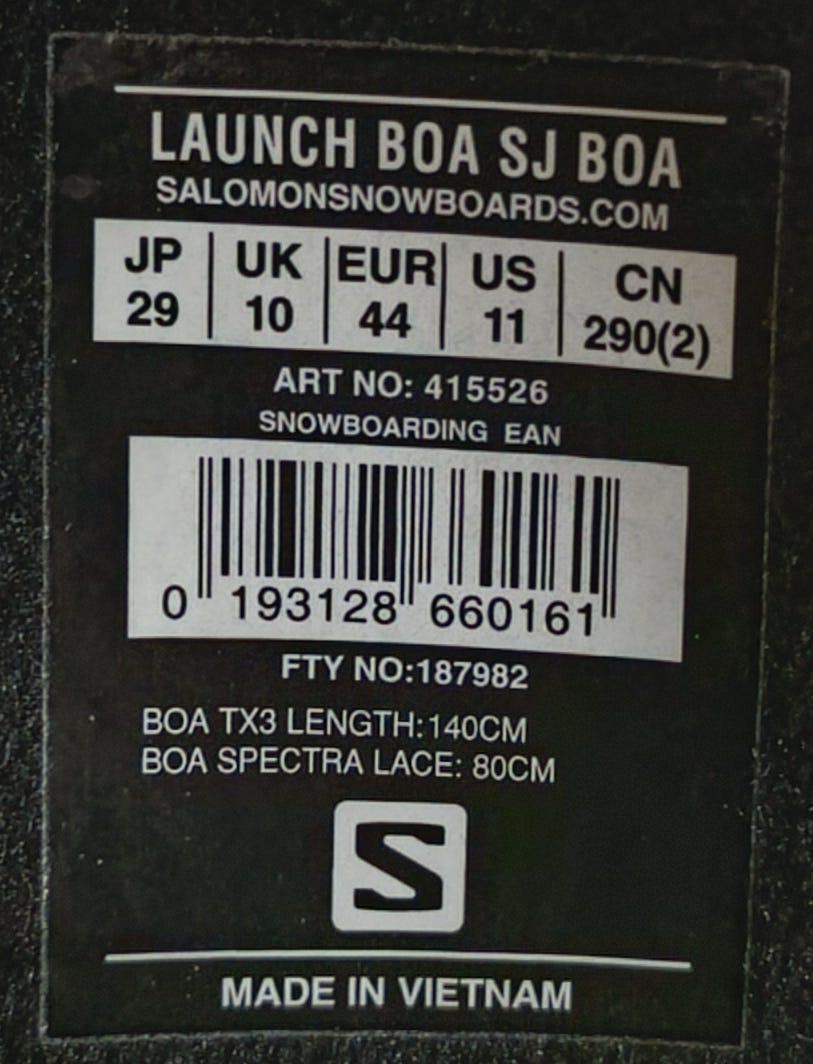 LAUNCH BOA SJ BOA
SALOMONSNOWBOARDS.COM
JP UK EUR US CN
29 10 44 11 290(2)
ART NO: 415526
SNOWBOARDING EAN
0 193128 660161
FTY NO:187982
BOA TX3 LENGTH:140CM
BOA SPECTRA LACE: 80CM
S
MADE IN VIETNAM